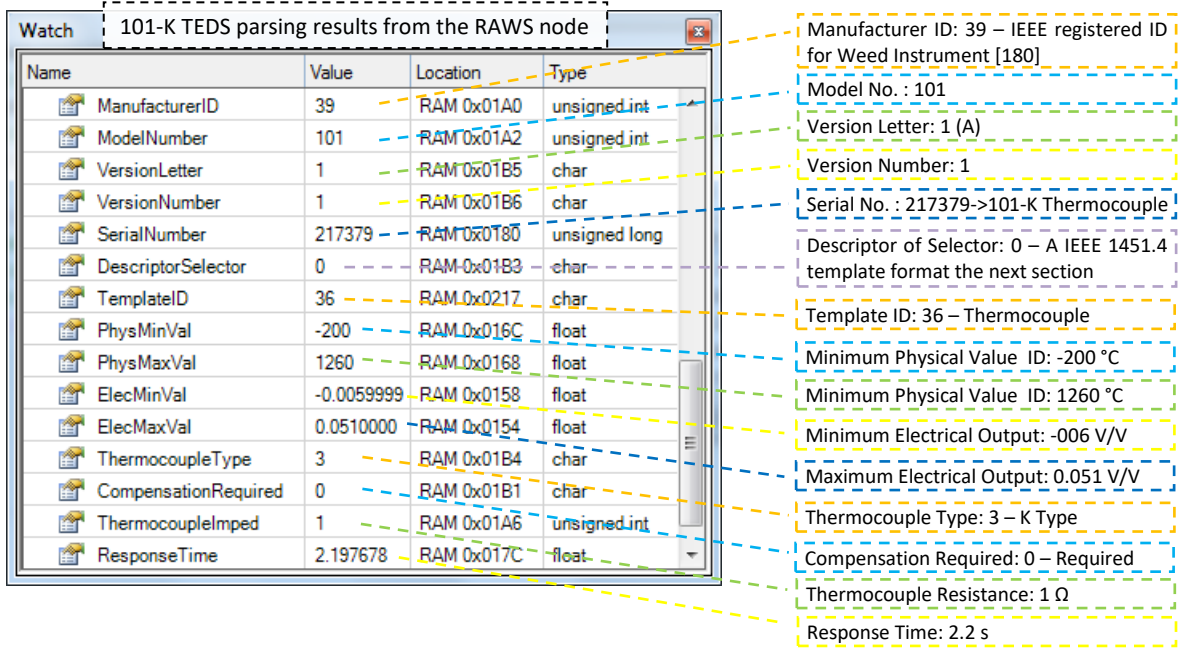 Watch
101-K TEDS parsing results from the RAWS node
Name Value Location Type
ManufacturerID 39 RAM 0x01A0 unsigned int
ModelNumber 101 RAM 0x01A2 unsigned int
VersionLetter 1 RAM 0x01B5 char
VersionNumber 1 RAM 0x01B6 char
SerialNumber 217379 RAM 0x0180 unsigned long
DescriptorSelector 0 RAM 0x01B3 char
TemplateID 36 RAM 0x0217 char
PhysMinVal -200 RAM 0x016C float
PhysMaxVal 1260 RAM 0x0168 float
ElecMinVal -0.0059999 RAM 0x0158 float
ElecMaxVal 0.0510000 RAM 0x0154 float
ThermocoupleType 3 RAM 0x01B4 char
CompensationRequired 0 RAM 0x01B1 char
ThermocoupleImped 1 RAM 0x01A6 unsigned int
ResponseTime 2.197678 RAM 0x017C float
Manufacturer ID: 39 – IEEE registered ID
for Weed Instrument [180]
Model No. : 101
Version Letter: 1 (A)
Version Number: 1
Serial No. : 217379->101-K Thermocouple
Descriptor of Selector: 0 – A IEEE 1451.4
template format the next section
Template ID: 36 – Thermocouple
Minimum Physical Value ID: -200 °C
Minimum Physical Value ID: 1260 °C
Minimum Electrical Output: -006 V/V
Maximum Electrical Output: 0.051 V/V
Thermocouple Type: 3 – K Type
Compensation Required: 0 – Required
Thermocouple Resistance: 1 Ω
Response Time: 2.2 s